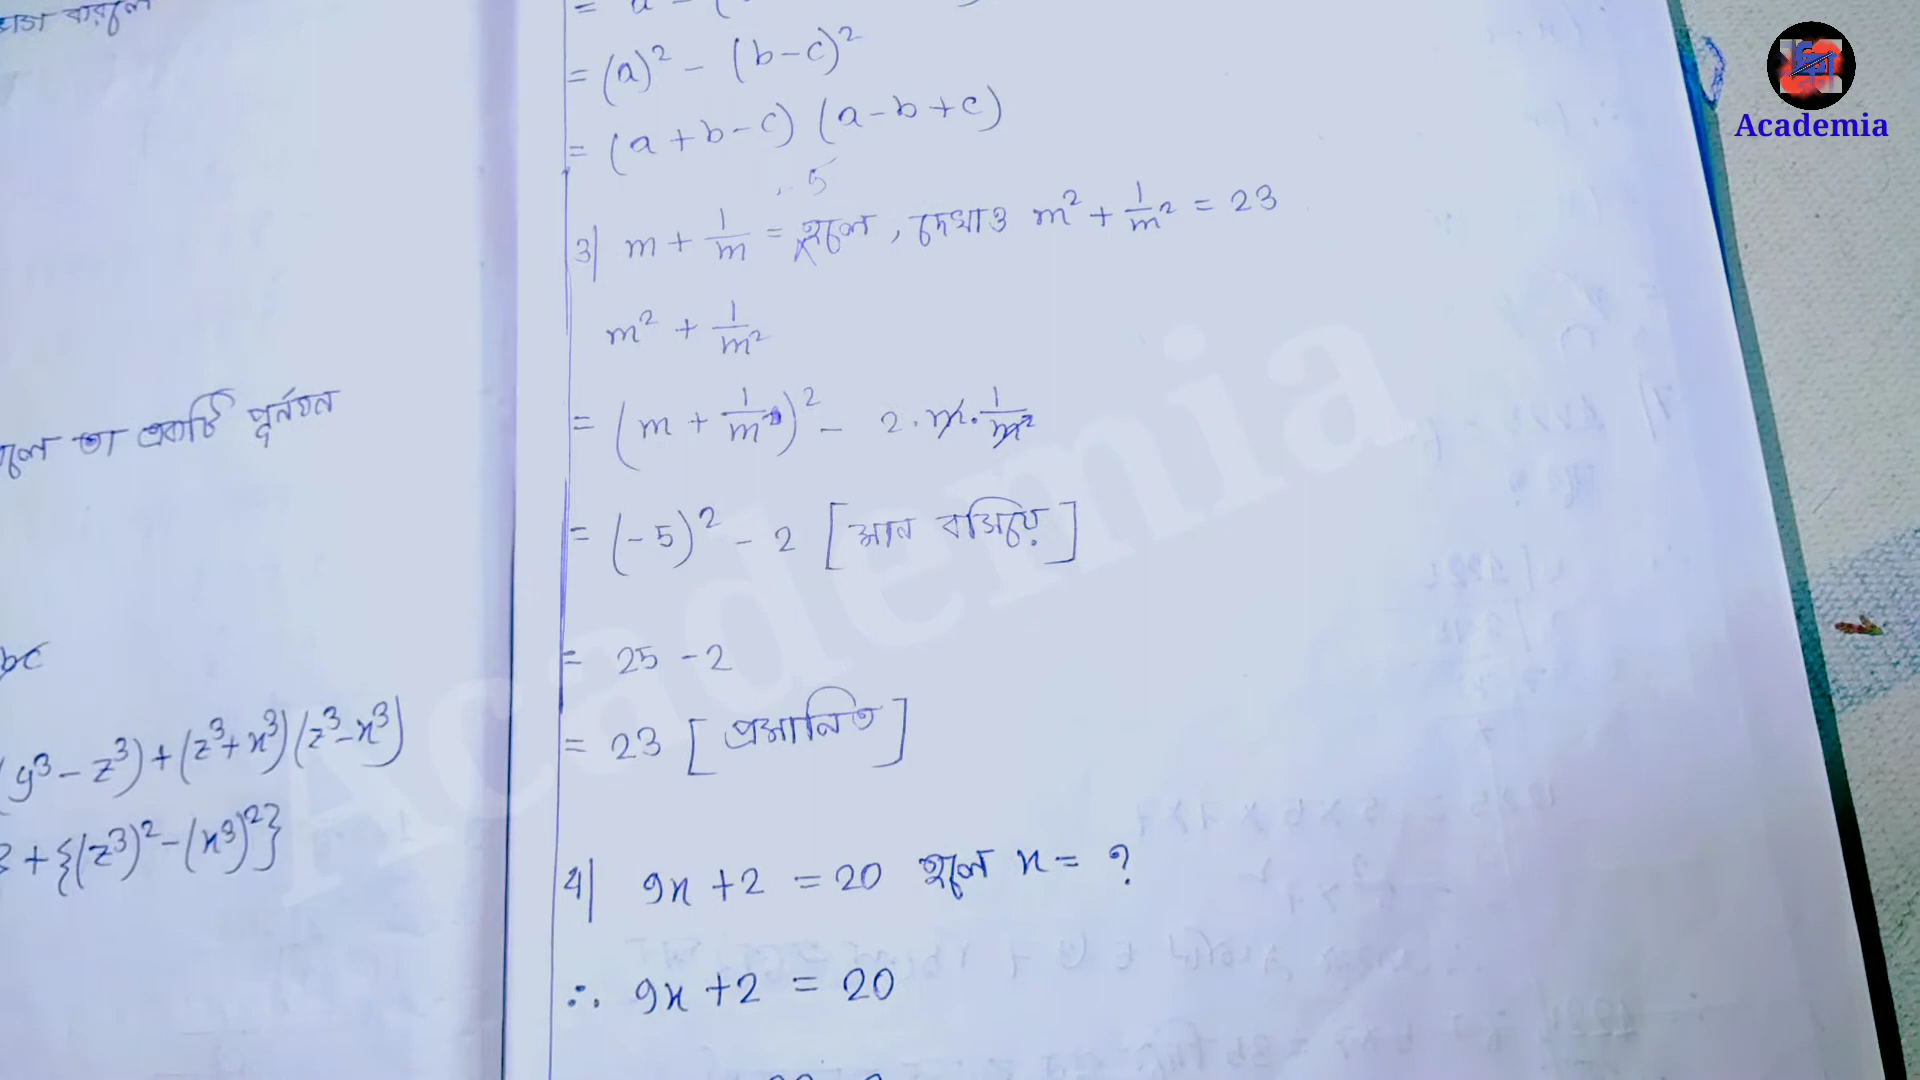 bc
(y³ - z³) + (z³ + x³)(z³ - x³)
+ {(z³)² - (x³)²}
= (a)² - (b - c)²
= (a + b - c) (a - b + c)
-5
3) m + 1/m = হলে, দেখাও m² + 1/m² = 23
m² + 1/m²
= (m + 1/m)² - 2 . m . 1/m
= (-5)² - 2 [মান বসিয়ে]
= 25 - 2
= 23 [প্রমানিত]
4) 9x + 2 = 20 হলে x = ?
∴ 9x + 2 = 20
Academia
Academia